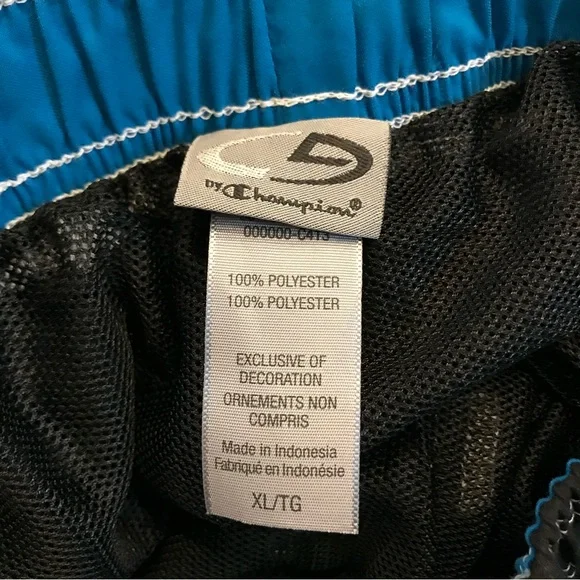 C9
by Champion®
000000-C413
100% POLYESTER
100% POLYESTER
EXCLUSIVE OF
DECORATION
ORNEMENTS NON
COMPRIS
Made in Indonesia
Fabriqué en Indonésie
XL/TG